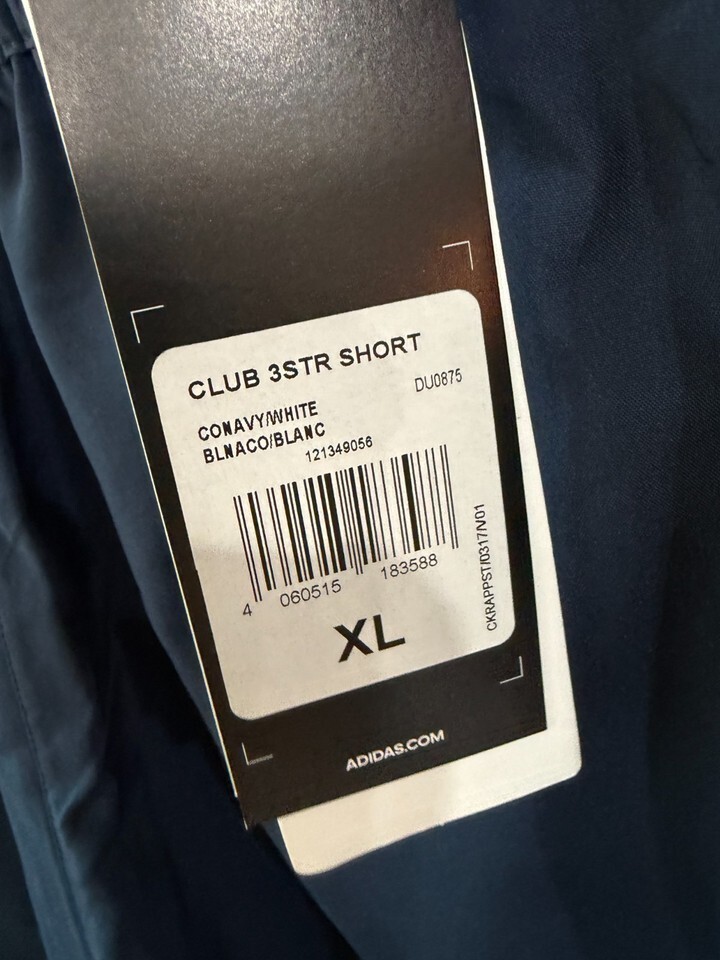 CLUB 3STR SHORT
DU0875
CONAVY/WHITE
BLNACO/BLANC
121349056
4 060515 183588
CKRAPPST/0317/V01
XL
ADIDAS.COM